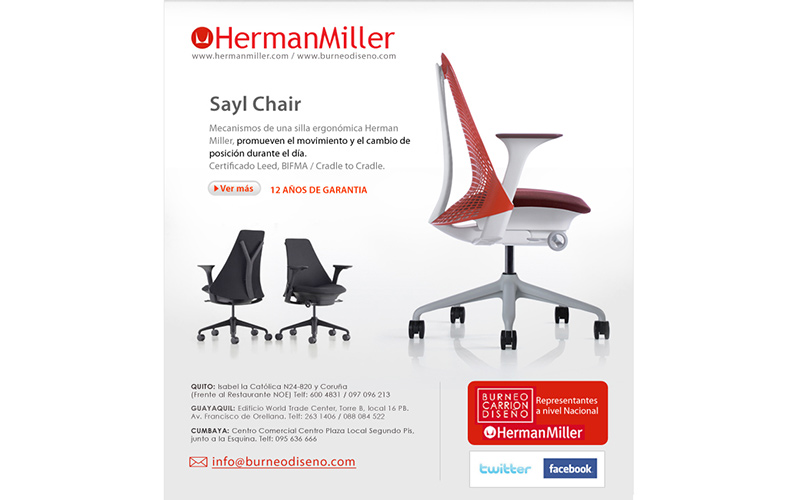 HermanMiller
www.hermanmiller.com / www.burneodiseno.com
Sayl Chair
Mecanismos de una silla ergonómica Herman
Miller, promueven el movimiento y el cambio de
posición durante el día.
Certificado Leed, BIFMA / Cradle to Cradle.
Ver más
12 AÑOS DE GARANTIA
QUITO: Isabel la Católica N24-820 y Coruña
(Frente al Restaurante NOE) Telf: 600 4831 / 097 096 213
GUAYAQUIL: Edificio World Trade Center, Torre B, local 16 PB.
Av. Francisco de Orellana. Telf: 263 1406 / 088 084 522
CUMBAYA: Centro Comercial Centro Plaza Local Segundo Pis,
junto a la Esquina. Telf: 095 636 666
info@burneodiseno.com
BURNEO
CARRION
DISENO
Representantes
a nivel Nacional
HermanMiller
twitter
facebook